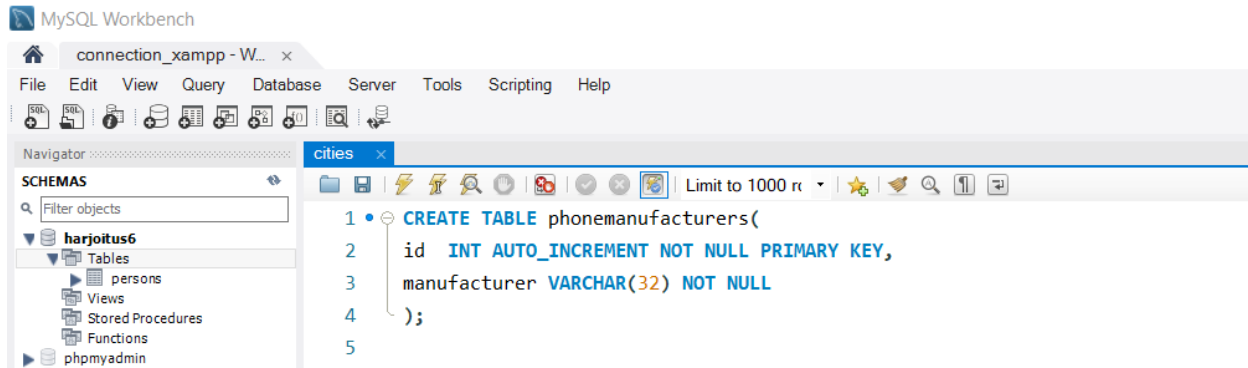 MySQL Workbench
connection_xampp - W... ×
File Edit View Query Database Server Tools Scripting Help
Navigator
cities ×
SCHEMAS
Limit to 1000 r
Filter objects
harjoitus6
Tables
persons
Views
Stored Procedures
Functions
phpmyadmin
1 CREATE TABLE phonemanufacturers(
2 id INT AUTO_INCREMENT NOT NULL PRIMARY KEY,
3 manufacturer VARCHAR(32) NOT NULL
4 );
5